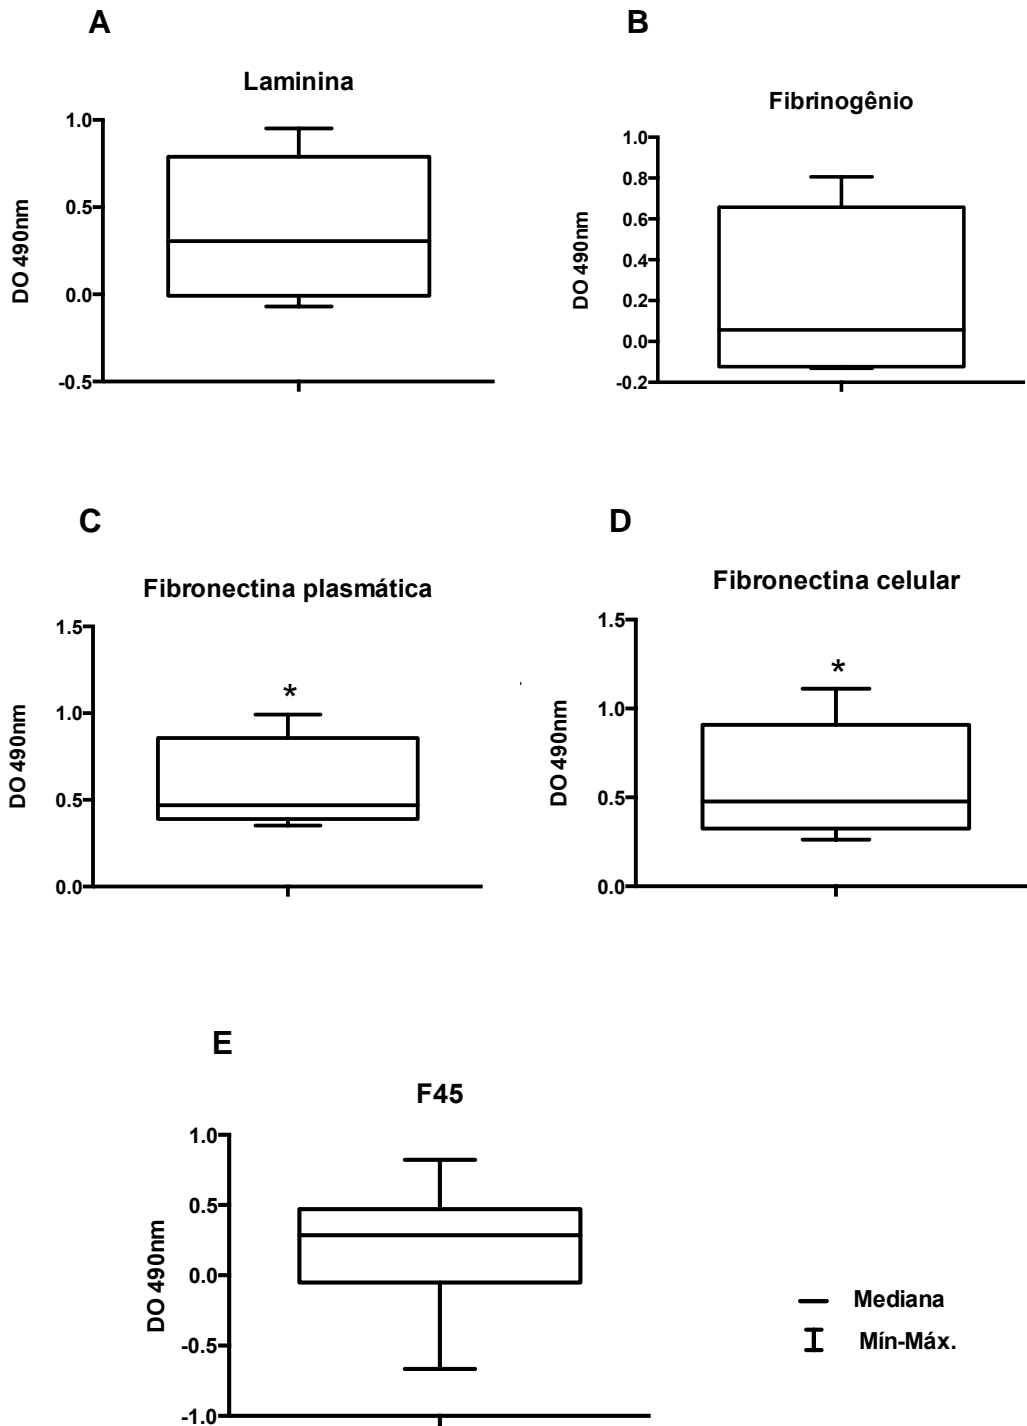 A
Laminina
1.0
0.5
0.0
-0.5
DO 490nm
B
Fibrinogênio
1.0
0.8
0.6
0.4
0.2
0.0
-0.2
DO 490nm
C
Fibronectina plasmática
1.5
1.0
0.5
0.0
DO 490nm
*
D
Fibronectina celular
1.5
1.0
0.5
0.0
DO 490nm
*
E
F45
1.0
0.5
0.0
-0.5
-1.0
DO 490nm
Mediana
Mín-Máx.